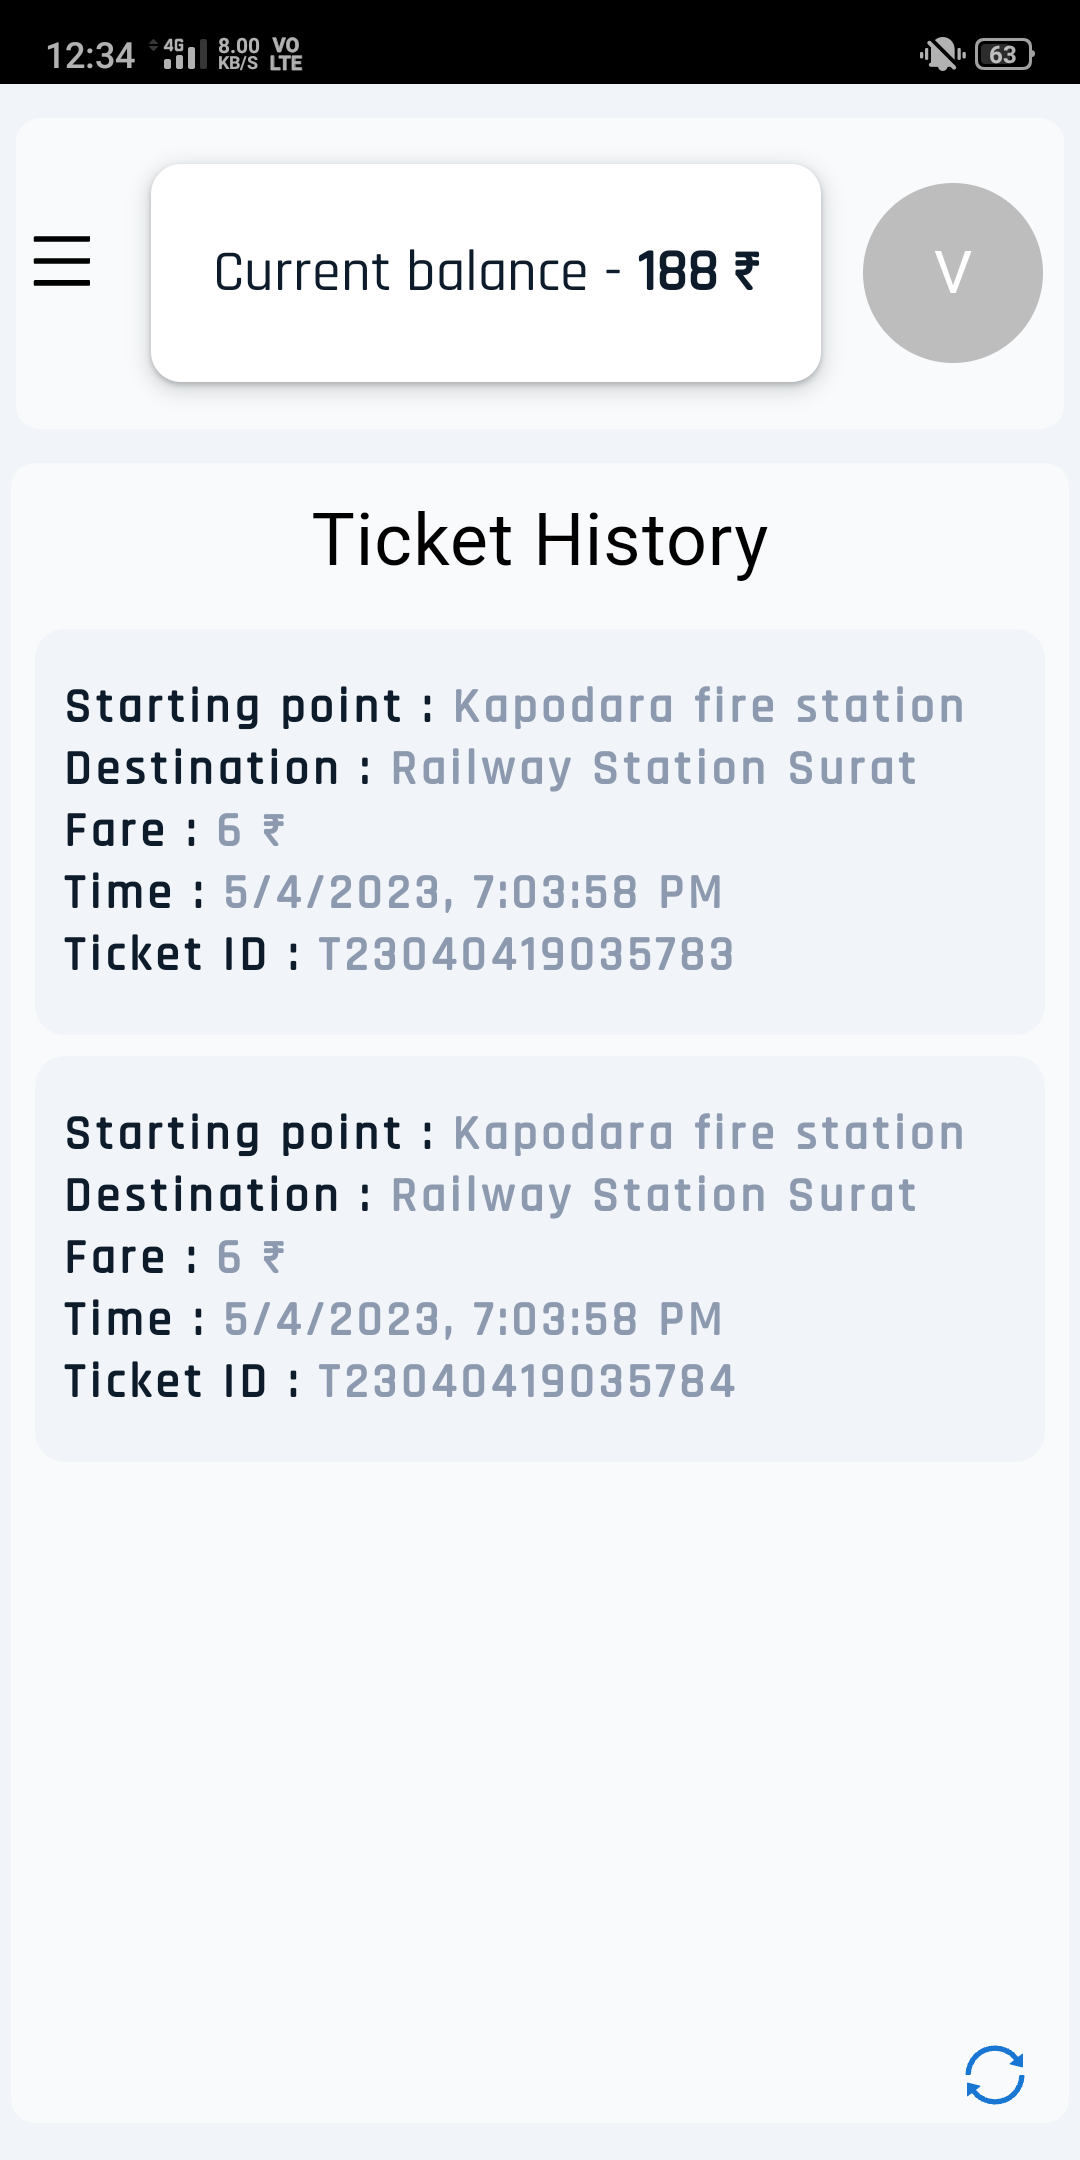 12:34 4G 8.00 KB/S VO LTE 63
Current balance - 188 ₹
V
Ticket History
Starting point : Kapodara fire station
Destination : Railway Station Surat
Fare : 6 ₹
Time : 5/4/2023, 7:03:58 PM
Ticket ID : T23040419035783
Starting point : Kapodara fire station
Destination : Railway Station Surat
Fare : 6 ₹
Time : 5/4/2023, 7:03:58 PM
Ticket ID : T23040419035784